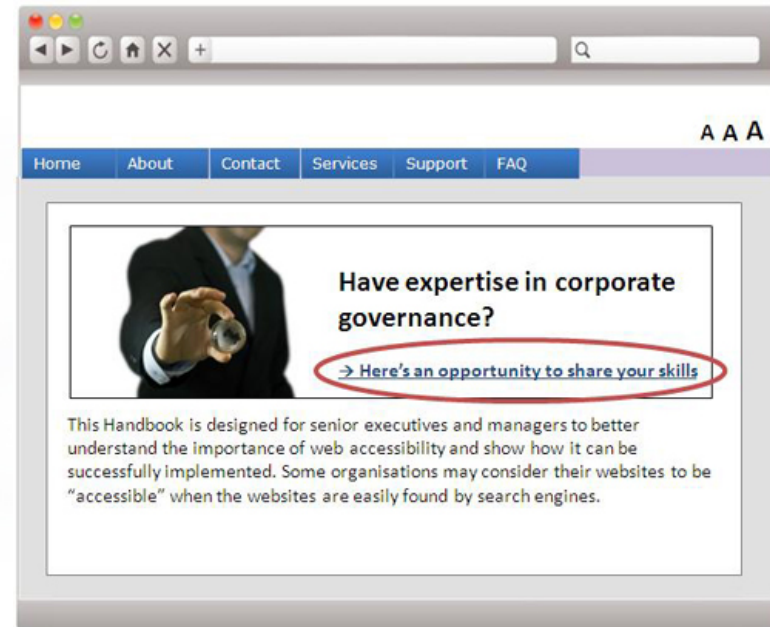 A A A
Home About Contact Services Support FAQ
Have expertise in corporate
governance?
→ Here's an opportunity to share your skills
This Handbook is designed for senior executives and managers to better
understand the importance of web accessibility and show how it can be
successfully implemented. Some organisations may consider their websites to be
“accessible” when the websites are easily found by search engines.